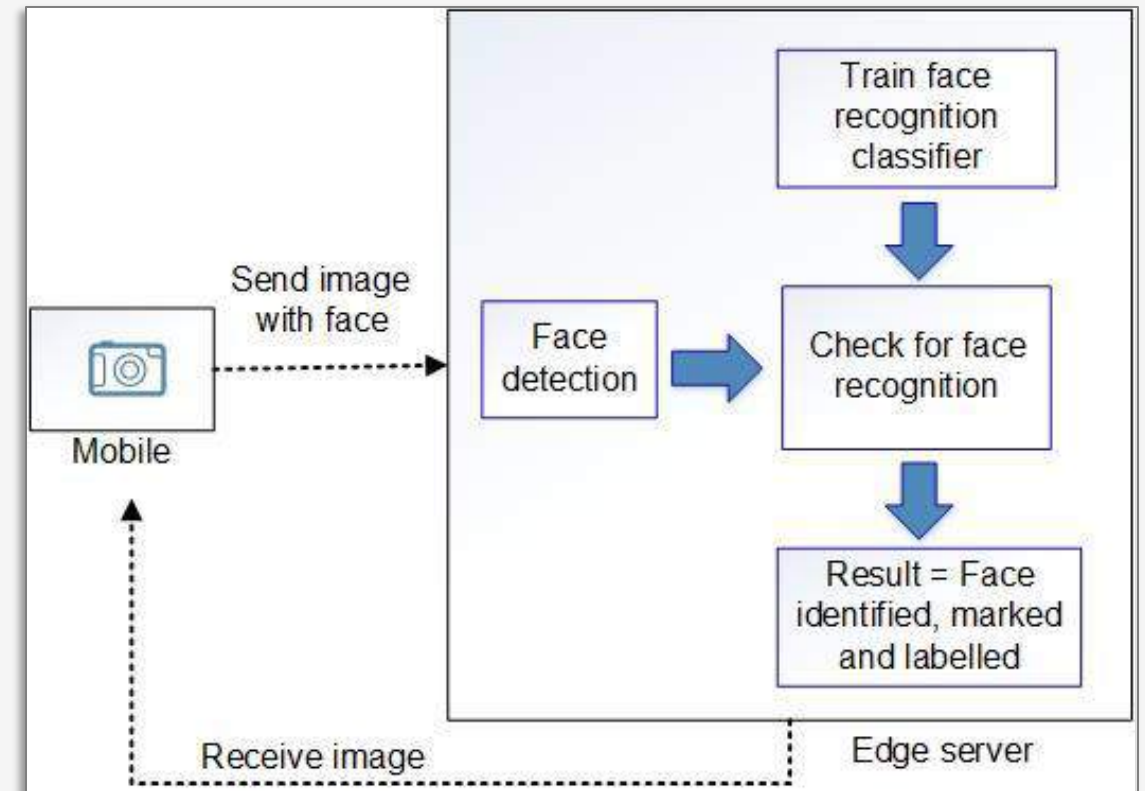 Train face
recognition
classifier
Send image
with face
Face
detection
Check for face
recognition
Mobile
Result = Face
identified, marked
and labelled
Receive image
Edge server